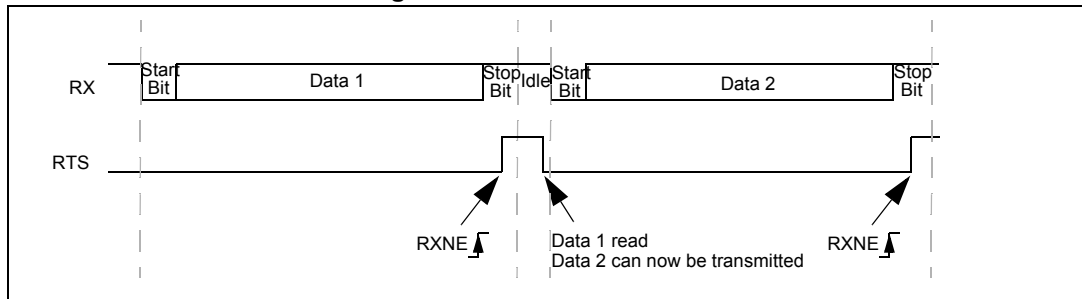 RX
Start
Bit
Data 1
Stop
Bit
Idle
Start
Bit
Data 2
Stop
Bit
RTS
RXNE
Data 1 read
Data 2 can now be transmitted
RXNE